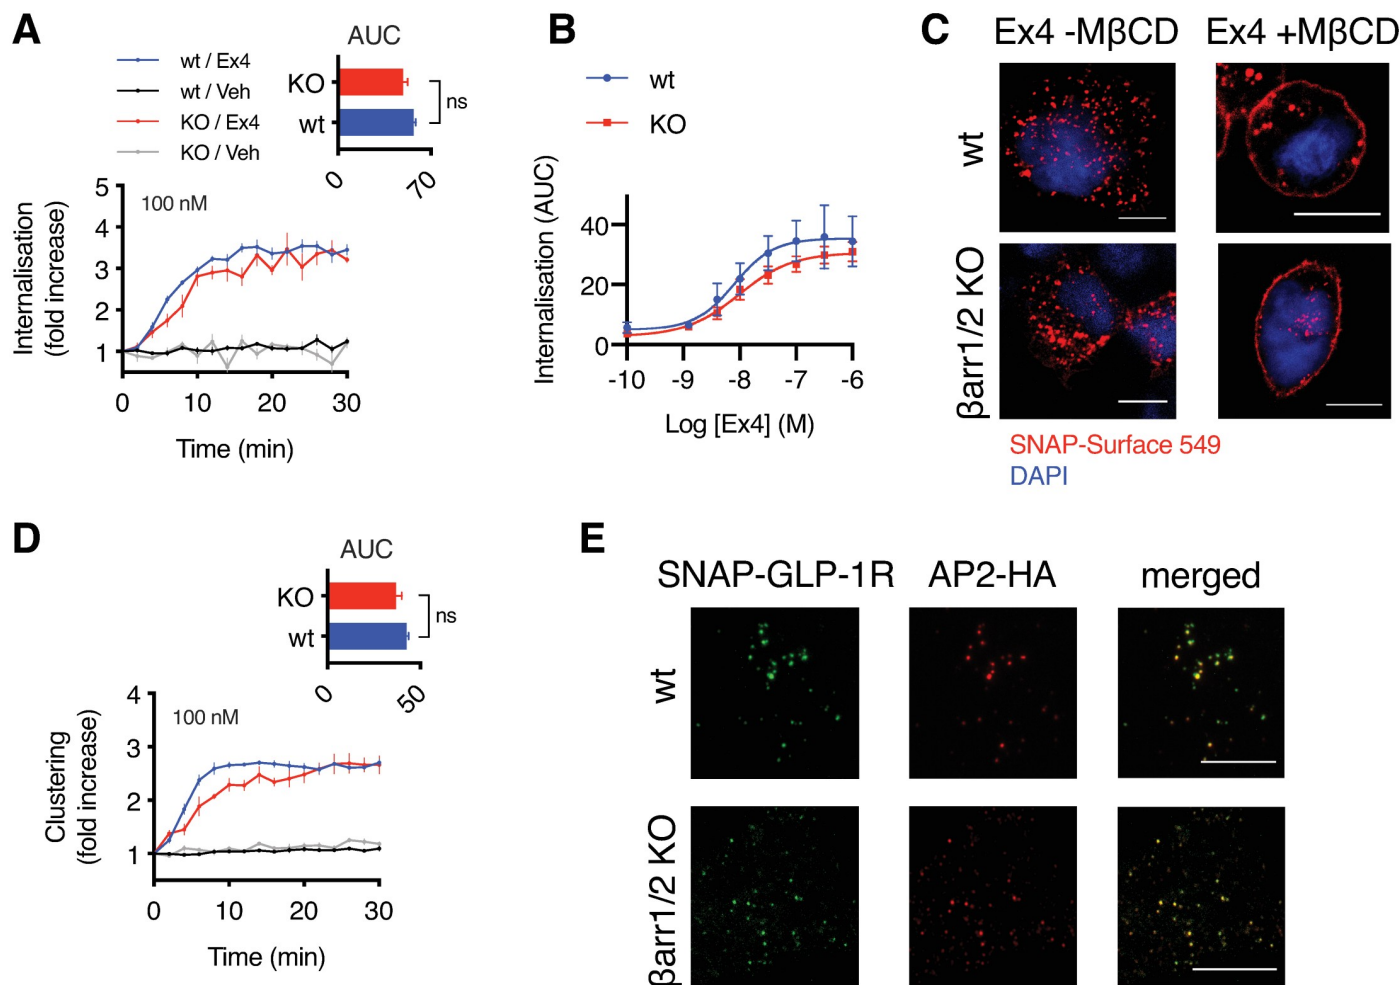 A
wt / Ex4
wt / Veh
KO / Ex4
KO / Veh
AUC
KO
wt
ns
0
70
100 nM
Internalisation
(fold increase)
5
4
3
2
1
0
10
20
30
Time (min)
B
wt
KO
Internalisation (AUC)
40
20
0
-10
-9
-8
-7
-6
Log [Ex4] (M)
C
Ex4 -MβCD
Ex4 +MβCD
wt
βarr1/2 KO
SNAP-Surface 549
DAPI
D
AUC
KO
wt
ns
0
50
100 nM
Clustering
(fold increase)
4
3
2
1
0
10
20
30
Time (min)
E
SNAP-GLP-1R
AP2-HA
merged
wt
βarr1/2 KO